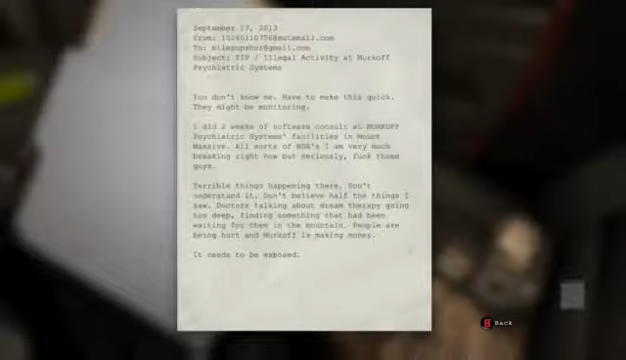 September 17, 2013
From: 10260110756@mutemail.com
To: milesupshur@gmail.com
Subject: TIP / Illegal Activity at Murkoff
Psychiatric Systems
You don't know me. Have to make this quick.
They might be monitoring.
I did 2 weeks of software consult at MURKOFF
Psychiatric Systems' facilities in Mount
Massive. All sorts of NDA's I am very much
breaking right now but seriously, fuck those
guys.
Terrible things happening there. Don't
understand it. Don't believe half the things I
saw. Doctors talking about dream therapy going
too deep, finding something that had been
waiting for them in the mountain. People are
being hurt and Murkoff is making money.
It needs to be exposed.
B Back